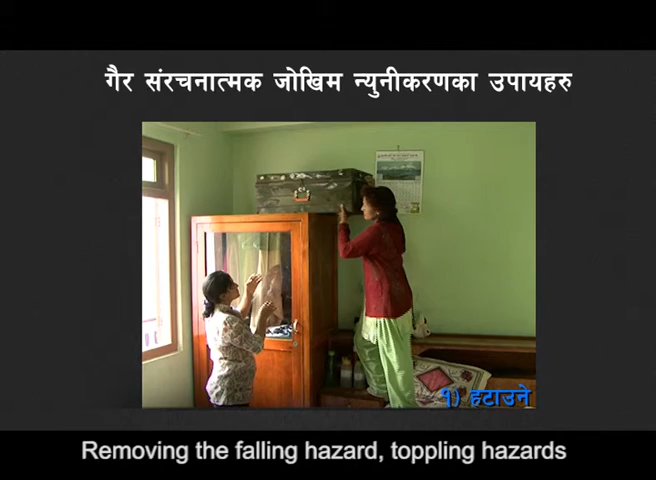 गैर संरचनात्मक जोखिम न्युनीकरणका उपायहरु
१) हटाउने
Removing the falling hazard, toppling hazards